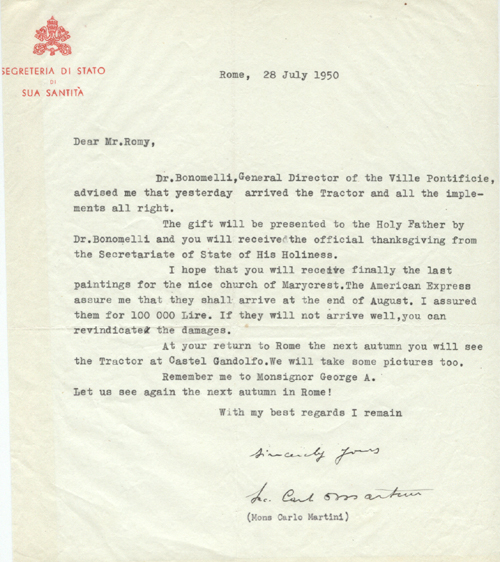 SEGRETERIA DI STATO
DI
SUA SANTITÀ
Rome, 28 July 1950
Dear Mr.Romy,
Dr.Bonomelli,General Director of the Ville Pontificie,
advised me that yesterday arrived the Tractor and all the imple-
ments all right.
The gift will be presented to the Holy Father by
Dr.Bonomelli and you will receive the official thanksgiving from
the Secretariate of State of His Holiness.
I hope that you will receive finally the last
paintings for the nice church of Marycrest.The American Express
assure me that they shall arrive at the end of August. I assured
them for 100 000 Lire. If they will not arrive well,you can
revindicate the damages.
At your return to Rome the next autumn you will see
the Tractor at Castel Gandolfo.We will take some pictures too.
Remember me to Monsignor George A.
Let us see again the next autumn in Rome!
With my best regards I remain
sincerely yours
Carlo Martini
(Mons Carlo Martini)